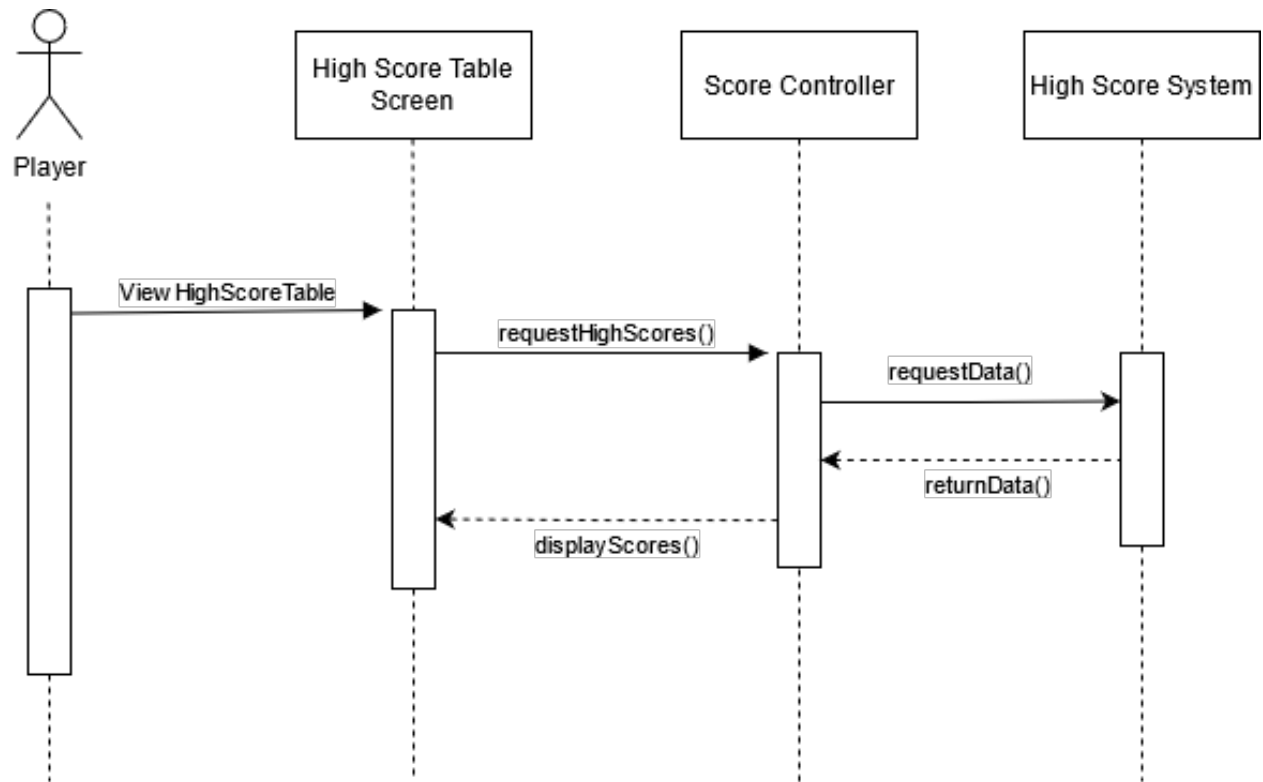 High Score Table
Screen
Score Controller
High Score System
Player
View HighScoreTable
requestHighScores()
requestData()
returnData()
displayScores()